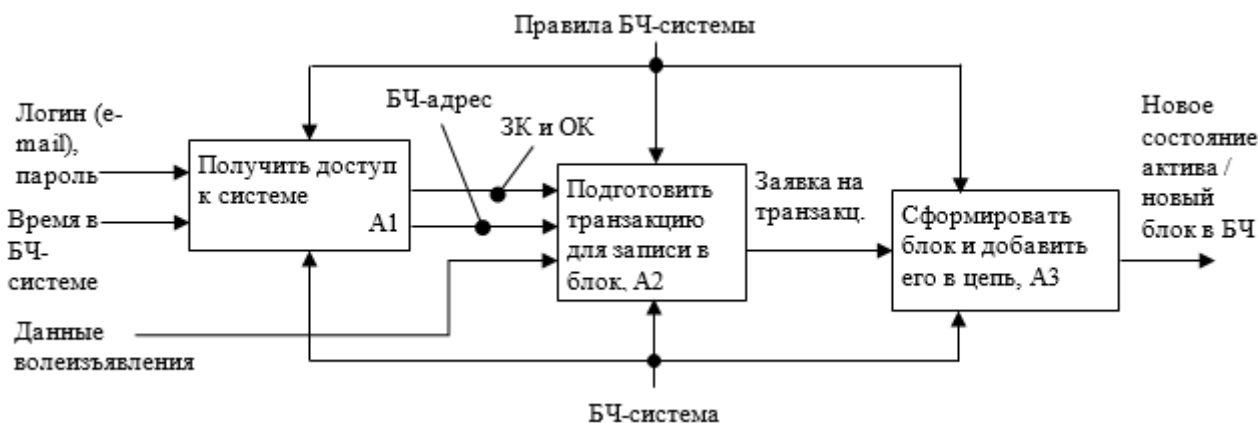 Правила БЧ-системы
БЧ-адрес
ЗК и ОК
Логин (e-
mail),
пароль
Время в
БЧ-
системе
Данные
волеизъявления
Получить доступ
к системе
А1
Подготовить
транзакцию
для записи в
блок, А2
Заявка на
транзакц.
Сформировать
блок и добавить
его в цепь, А3
Новое
состояние
актива /
новый
блок в БЧ
БЧ-система